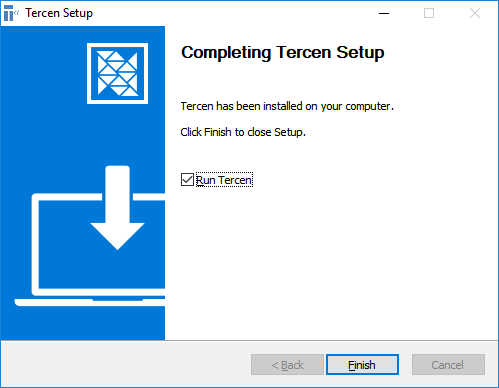 Tercen Setup
Completing Tercen Setup
Tercen has been installed on your computer.
Click Finish to close Setup.
Run Tercen
< Back
Finish
Cancel